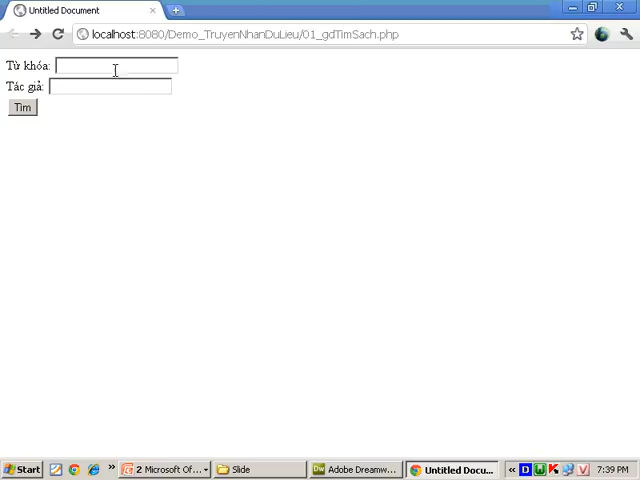 Untitled Document
localhost:8080/Demo_TruyenNhanDuLieu/01_gdTimSach.php
Từ khóa:
Tác giả:
Tìm
Start
2 Microsoft Of...
Slide
Adobe Dreamw...
Untitled Docu...
7:39 PM